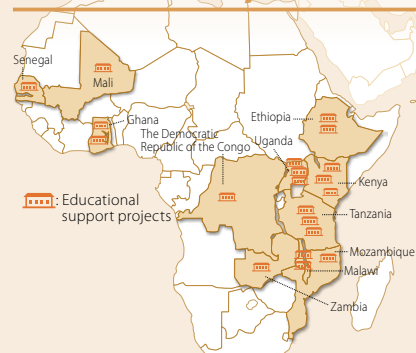 Senegal
Mali
Ghana
The Democratic
Republic of the Congo
Ethiopia
Uganda
Kenya
Tanzania
Mozambique
Malawi
Zambia
: Educational
support projects